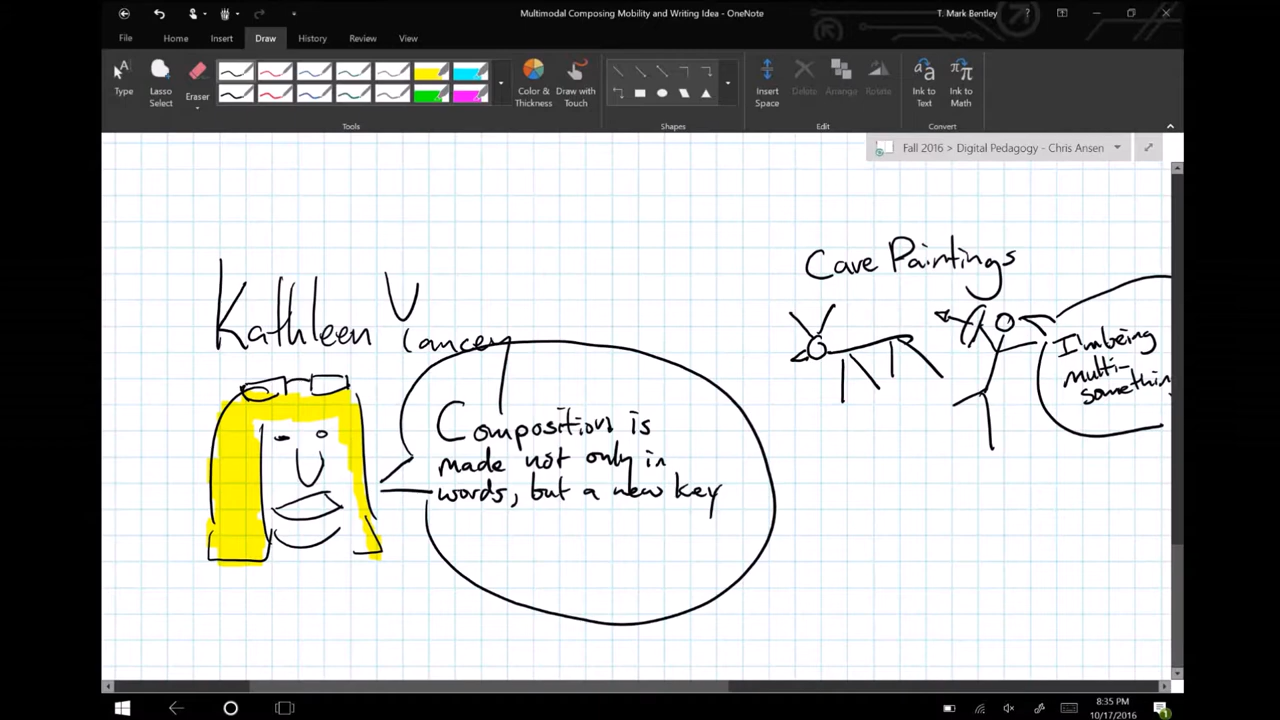 Multimodal Composing Mobility and Writing Idea - OneNote
T. Mark Bentley
?
File
Home
Insert
Draw
History
Review
View
Type
Lasso Select
Eraser
Color & Thickness
Draw with Touch
Insert Space
Delete
Arrange
Rotate
Ink to Text
Ink to Math
Tools
Shapes
Edit
Convert
Fall 2016 > Digital Pedagogy - Chris Ansen
Kathleen Yancey
Composition is
made not only in
words, but a new key
Cave Paintings
I'm being
multi-
somethin
8:35 PM
10/17/2016
1